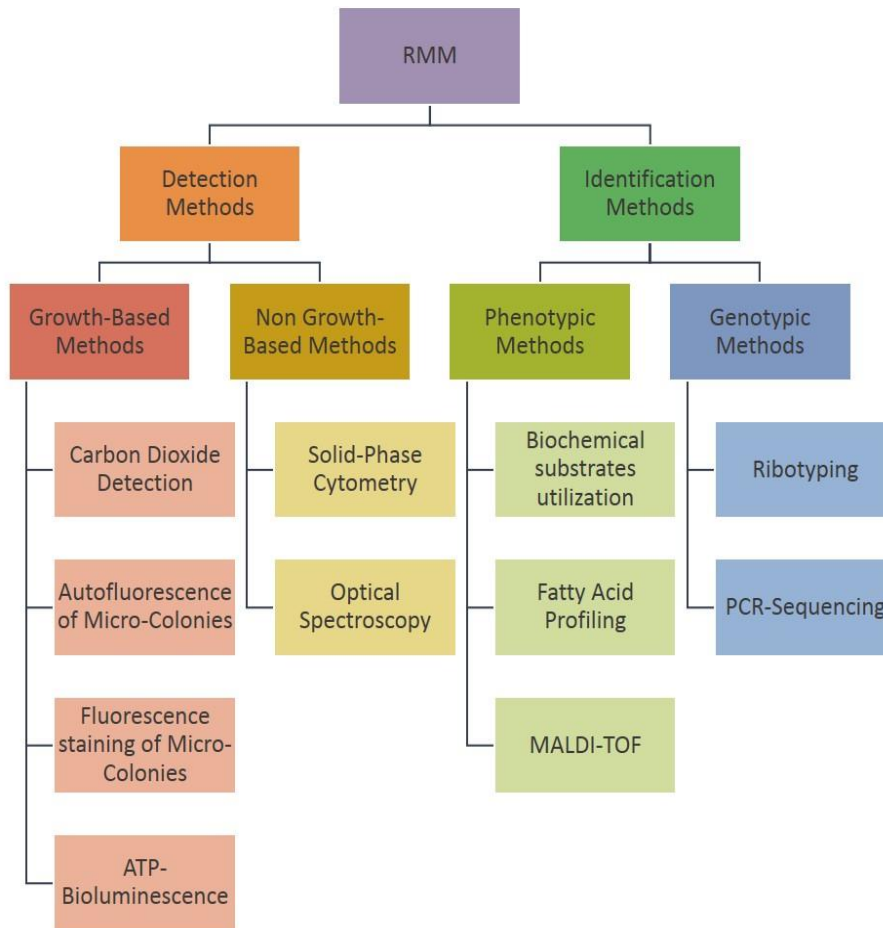 RMM
Detection
Methods
Identification
Methods
Growth-Based
Methods
Non Growth-
Based Methods
Phenotypic
Methods
Genotypic
Methods
Carbon Dioxide
Detection
Autofluorescence
of Micro-Colonies
Fluorescence
staining of Micro-
Colonies
ATP-
Bioluminescence
Solid-Phase
Cytometry
Optical
Spectroscopy
Biochemical
substrates
utilization
Fatty Acid
Profiling
MALDI-TOF
Ribotyping
PCR-Sequencing